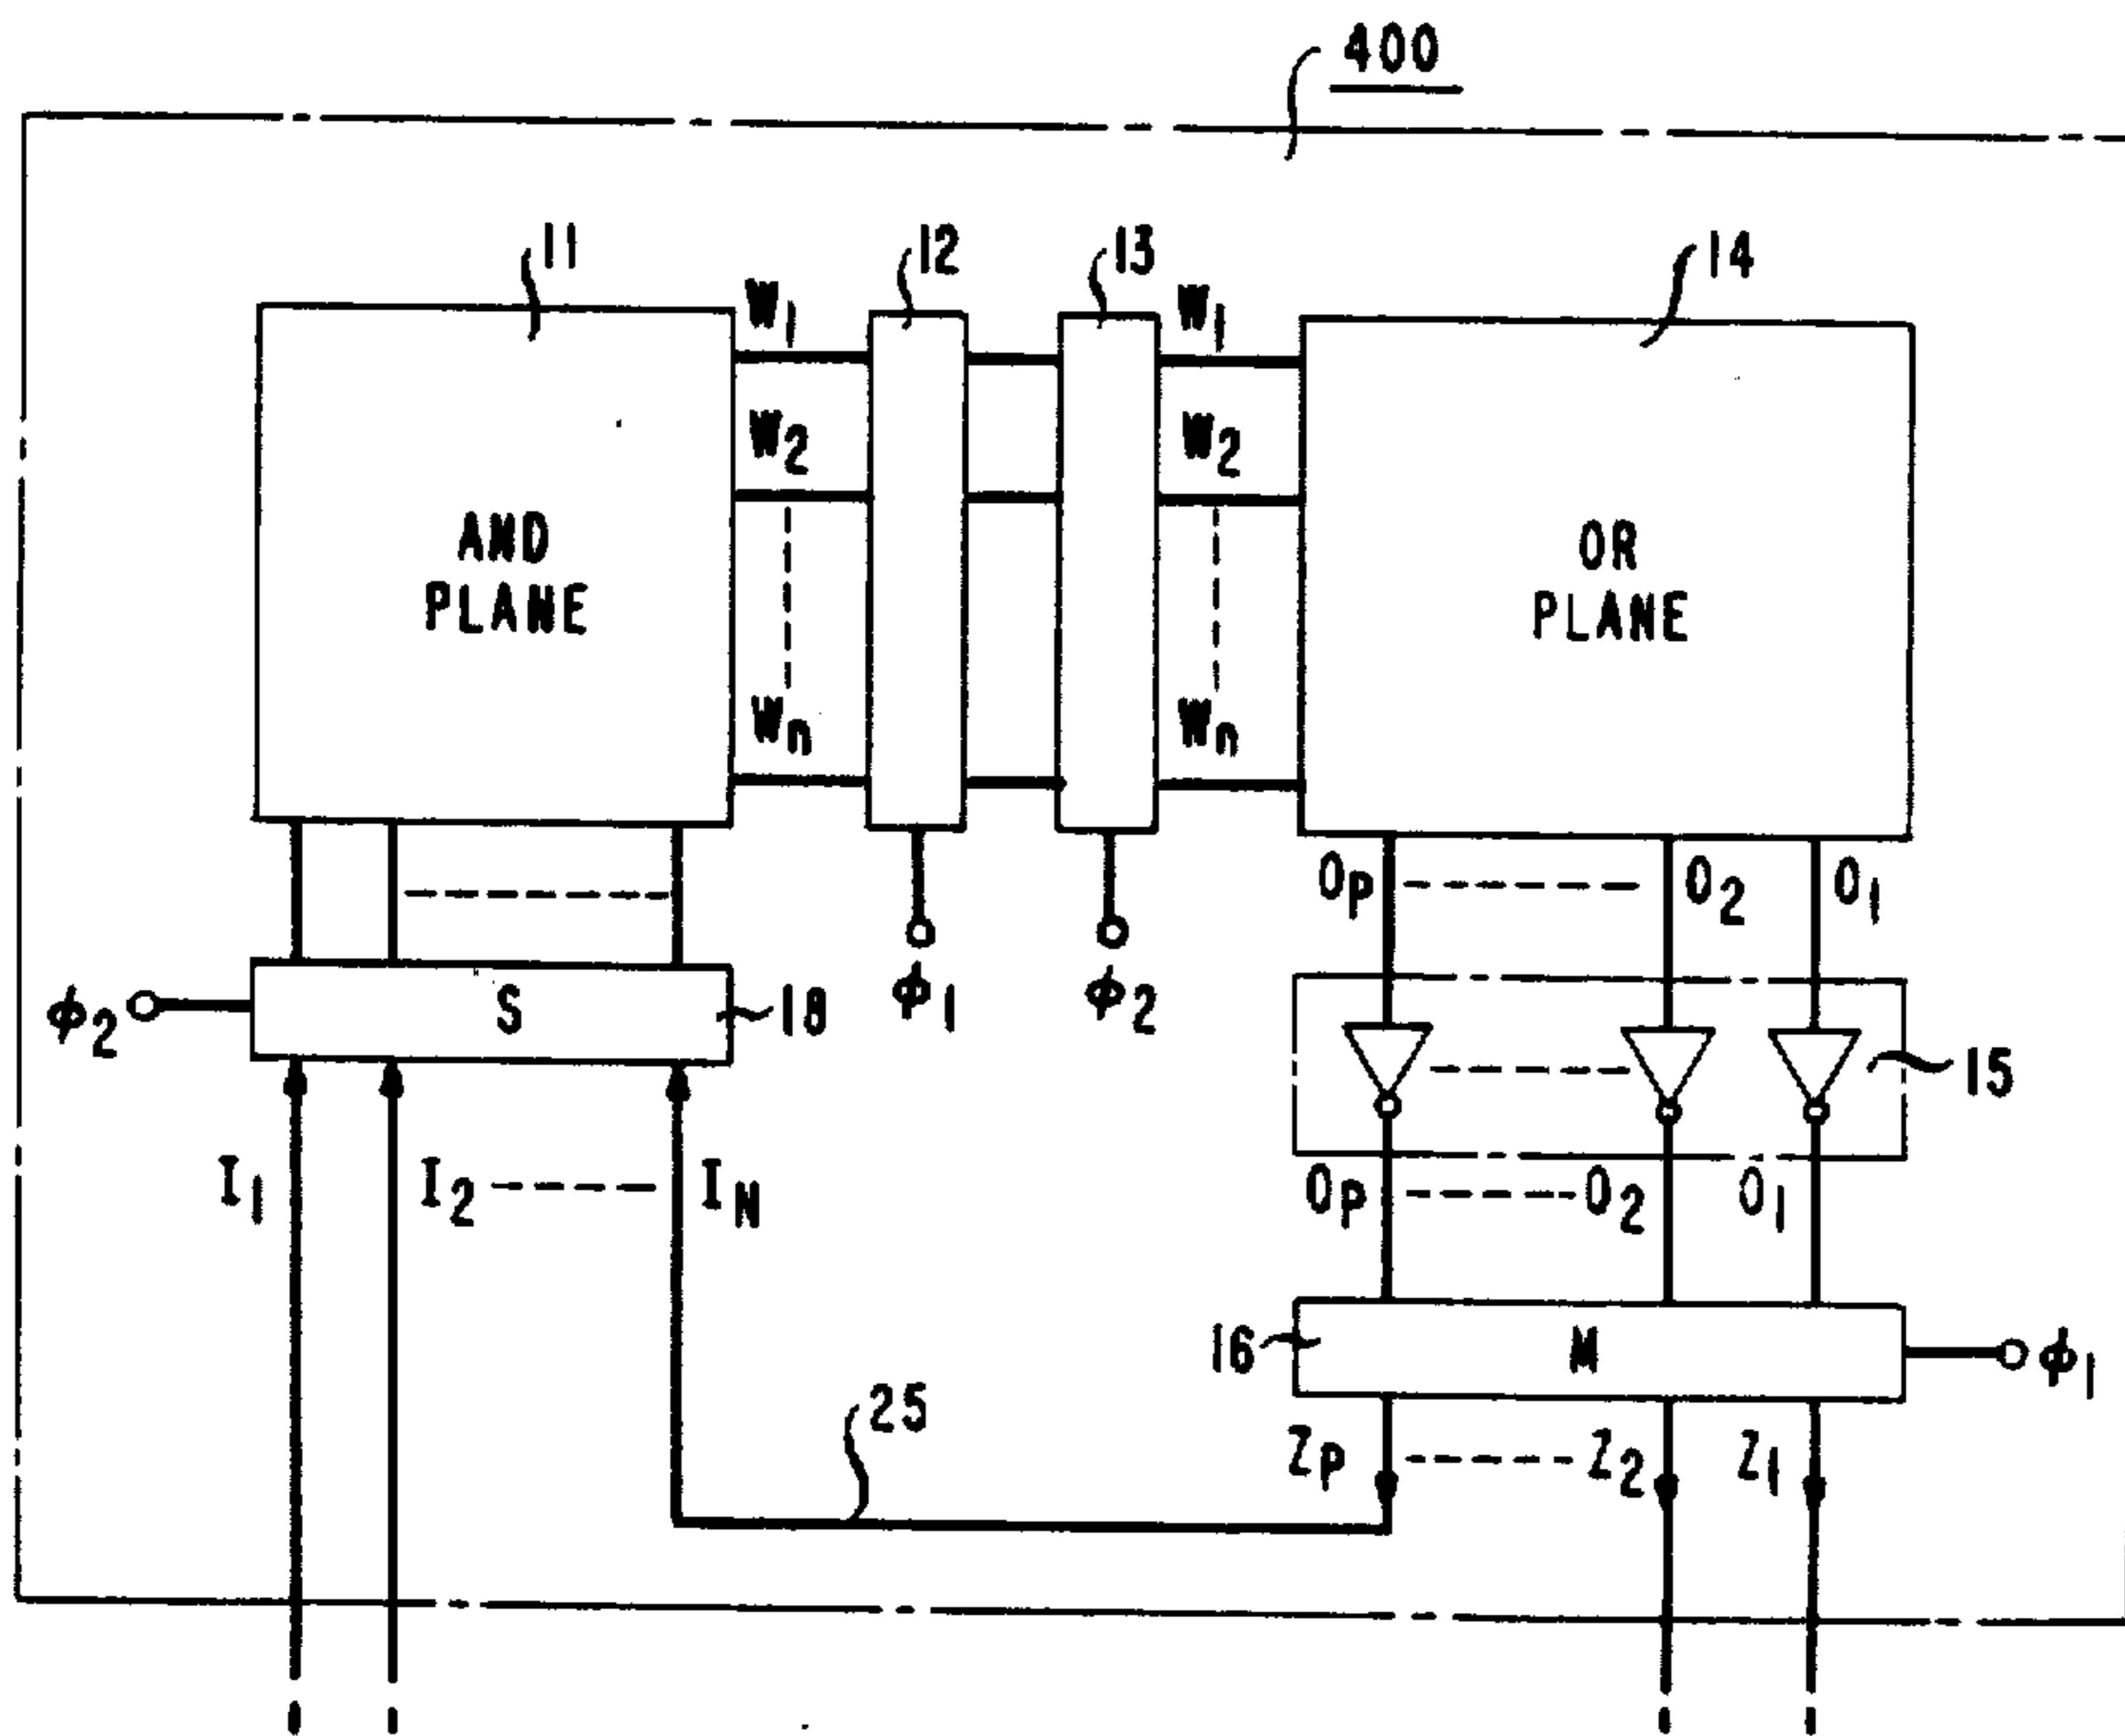 400
11
12
13
14
W1
W1
W2
W2
AND
PLANE
OR
PLANE
Wn
Wn
OP
O2
O1
ϕ2
S
10
ϕ1
ϕ2
15
I1
I2
IN
OP
O2
O1
16
M
ϕ1
25
ZP
Z2
Z1